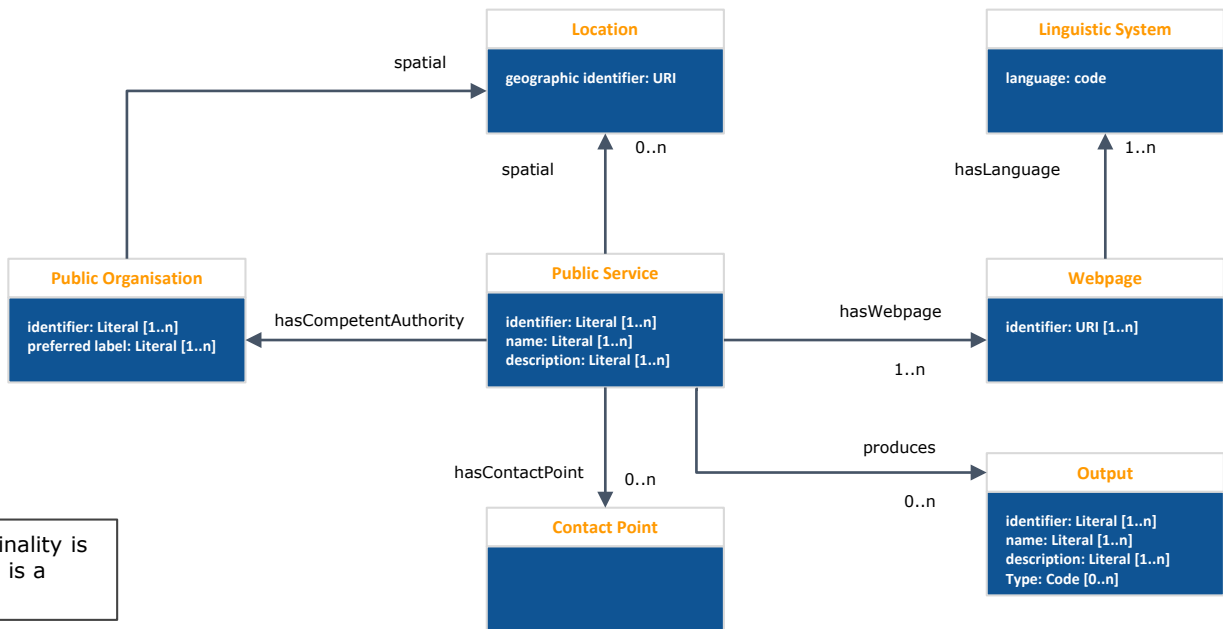 Location
geographic identifier: URI
Linguistic System
language: code
spatial
0..n
spatial
1..n
hasLanguage
Public Organisation
identifier: Literal [1..n]
preferred label: Literal [1..n]
hasCompetentAuthority
Public Service
identifier: Literal [1..n]
name: Literal [1..n]
description: Literal [1..n]
hasWebpage
1..n
Webpage
identifier: URI [1..n]
hasContactPoint
0..n
produces
0..n
Contact Point
Output
identifier: Literal [1..n]
name: Literal [1..n]
description: Literal [1..n]
Type: Code [0..n]
inality is
is a